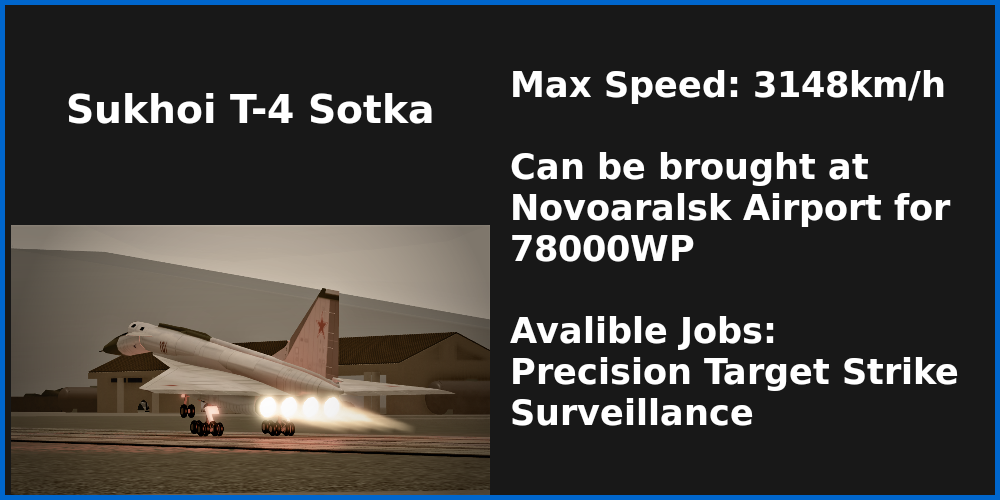 Sukhoi T-4 Sotka
Max Speed: 3148km/h
Can be brought at
Novoaralsk Airport for
78000WP
Avalible Jobs:
Precision Target Strike
Surveillance